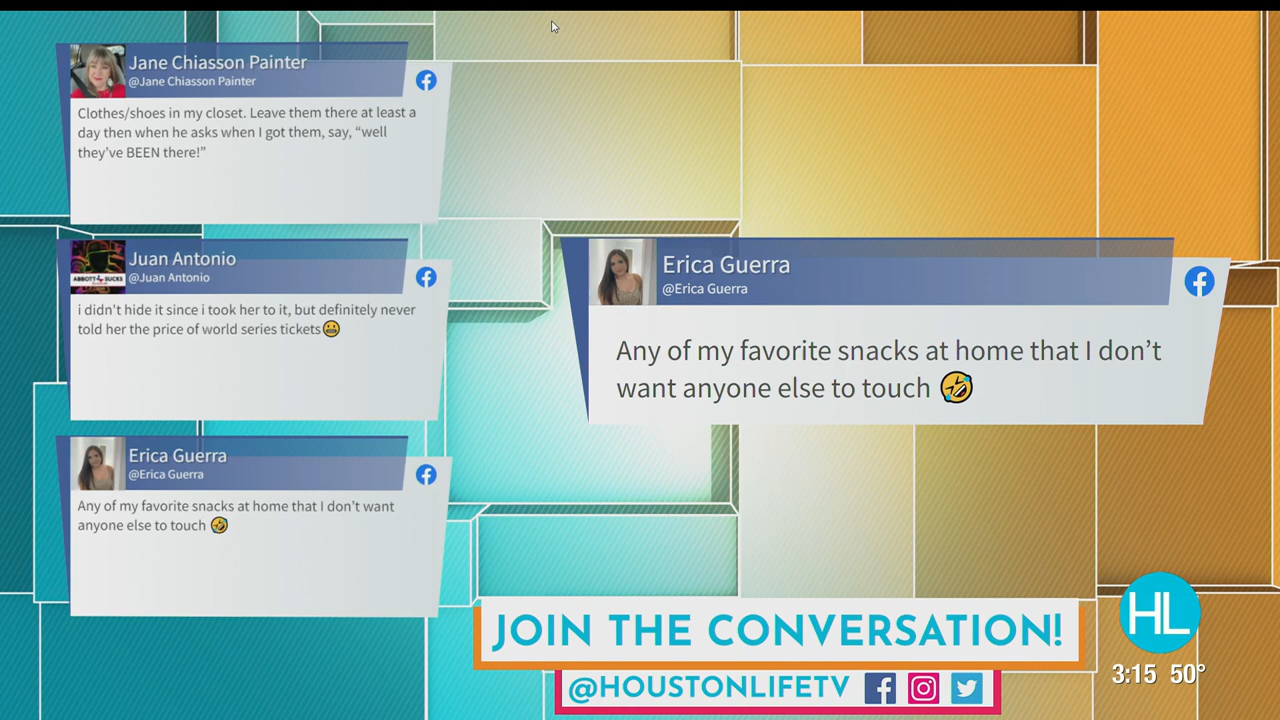 Jane Chiasson Painter
@Jane Chiasson Painter
Clothes/shoes in my closet. Leave them there at least a
day then when he asks when I got them, say, “well
they’ve BEEN there!”
Juan Antonio
@Juan Antonio
ABBOTT SUCKS
i didn't hide it since i took her to it, but definitely never
told her the price of world series tickets😬
Erica Guerra
@Erica Guerra
Any of my favorite snacks at home that I don’t want
anyone else to touch 🤣
Erica Guerra
@Erica Guerra
Any of my favorite snacks at home that I don’t
want anyone else to touch 🤣
JOIN THE CONVERSATION!
@HOUSTONLIFETV
HL
3:15 50°